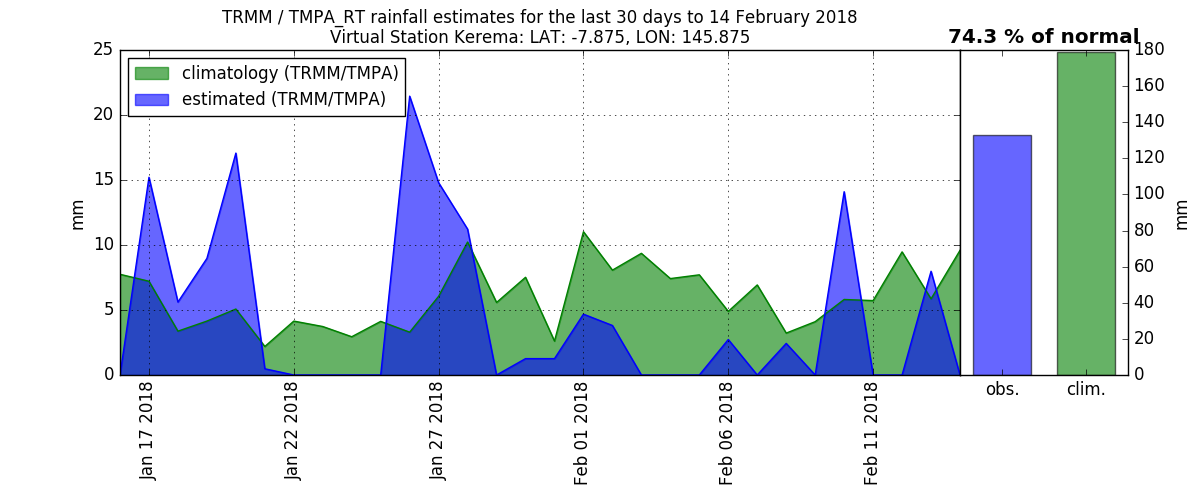 TRMM / TMPA_RT rainfall estimates for the last 30 days to 14 February 2018
Virtual Station Kerema: LAT: -7.875, LON: 145.875
74.3 % of normal
climatology (TRMM/TMPA)
estimated (TRMM/TMPA)
25
20
15
10
5
0
mm
Jan 17 2018
Jan 22 2018
Jan 27 2018
Feb 01 2018
Feb 06 2018
Feb 11 2018
obs.
clim.
180
160
140
120
100
80
60
40
20
0
mm